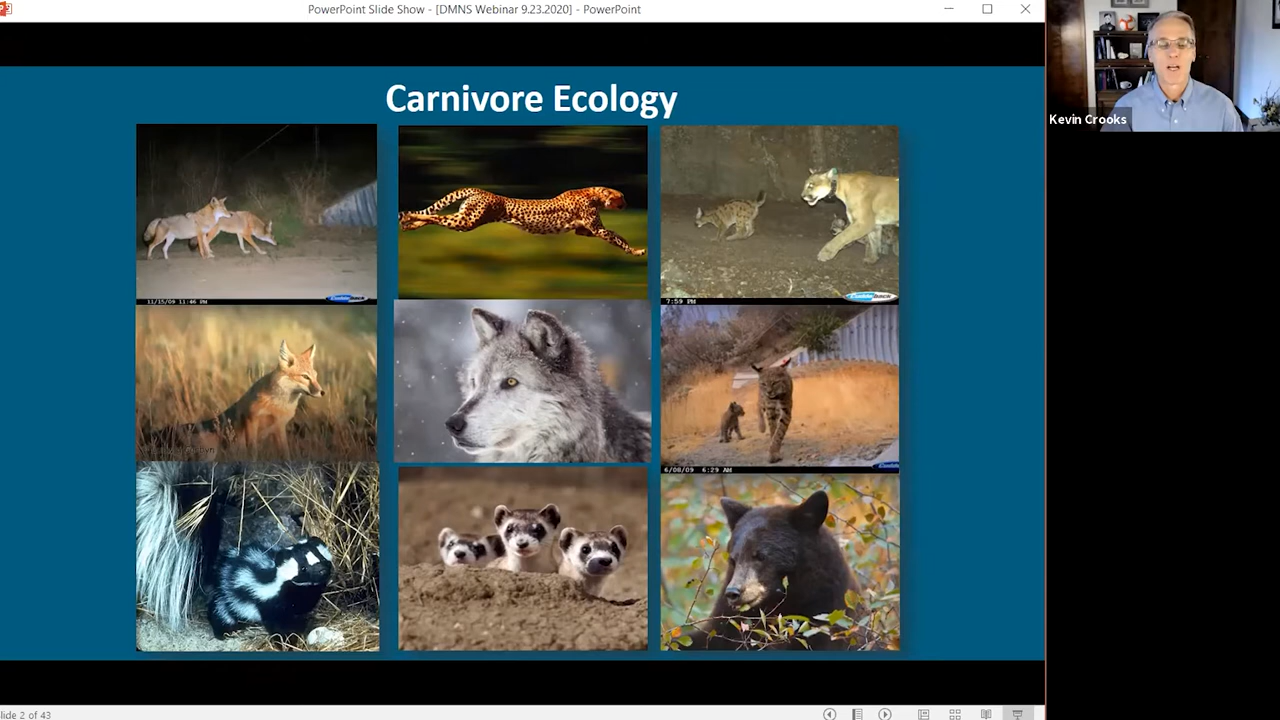 PowerPoint Slide Show - [DMNS Webinar 9.23.2020] - PowerPoint
Kevin Crooks
Carnivore Ecology
11/15/09 11:46 PM
7:59 PM
6/08/09 6:29 AM
Slide 2 of 43